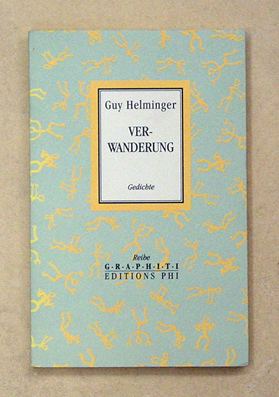 Guy Helminger
VER-
WANDERUNG
Gedichte
Reihe
G·R·A·P·H·I·T·I
EDITIONS PHI